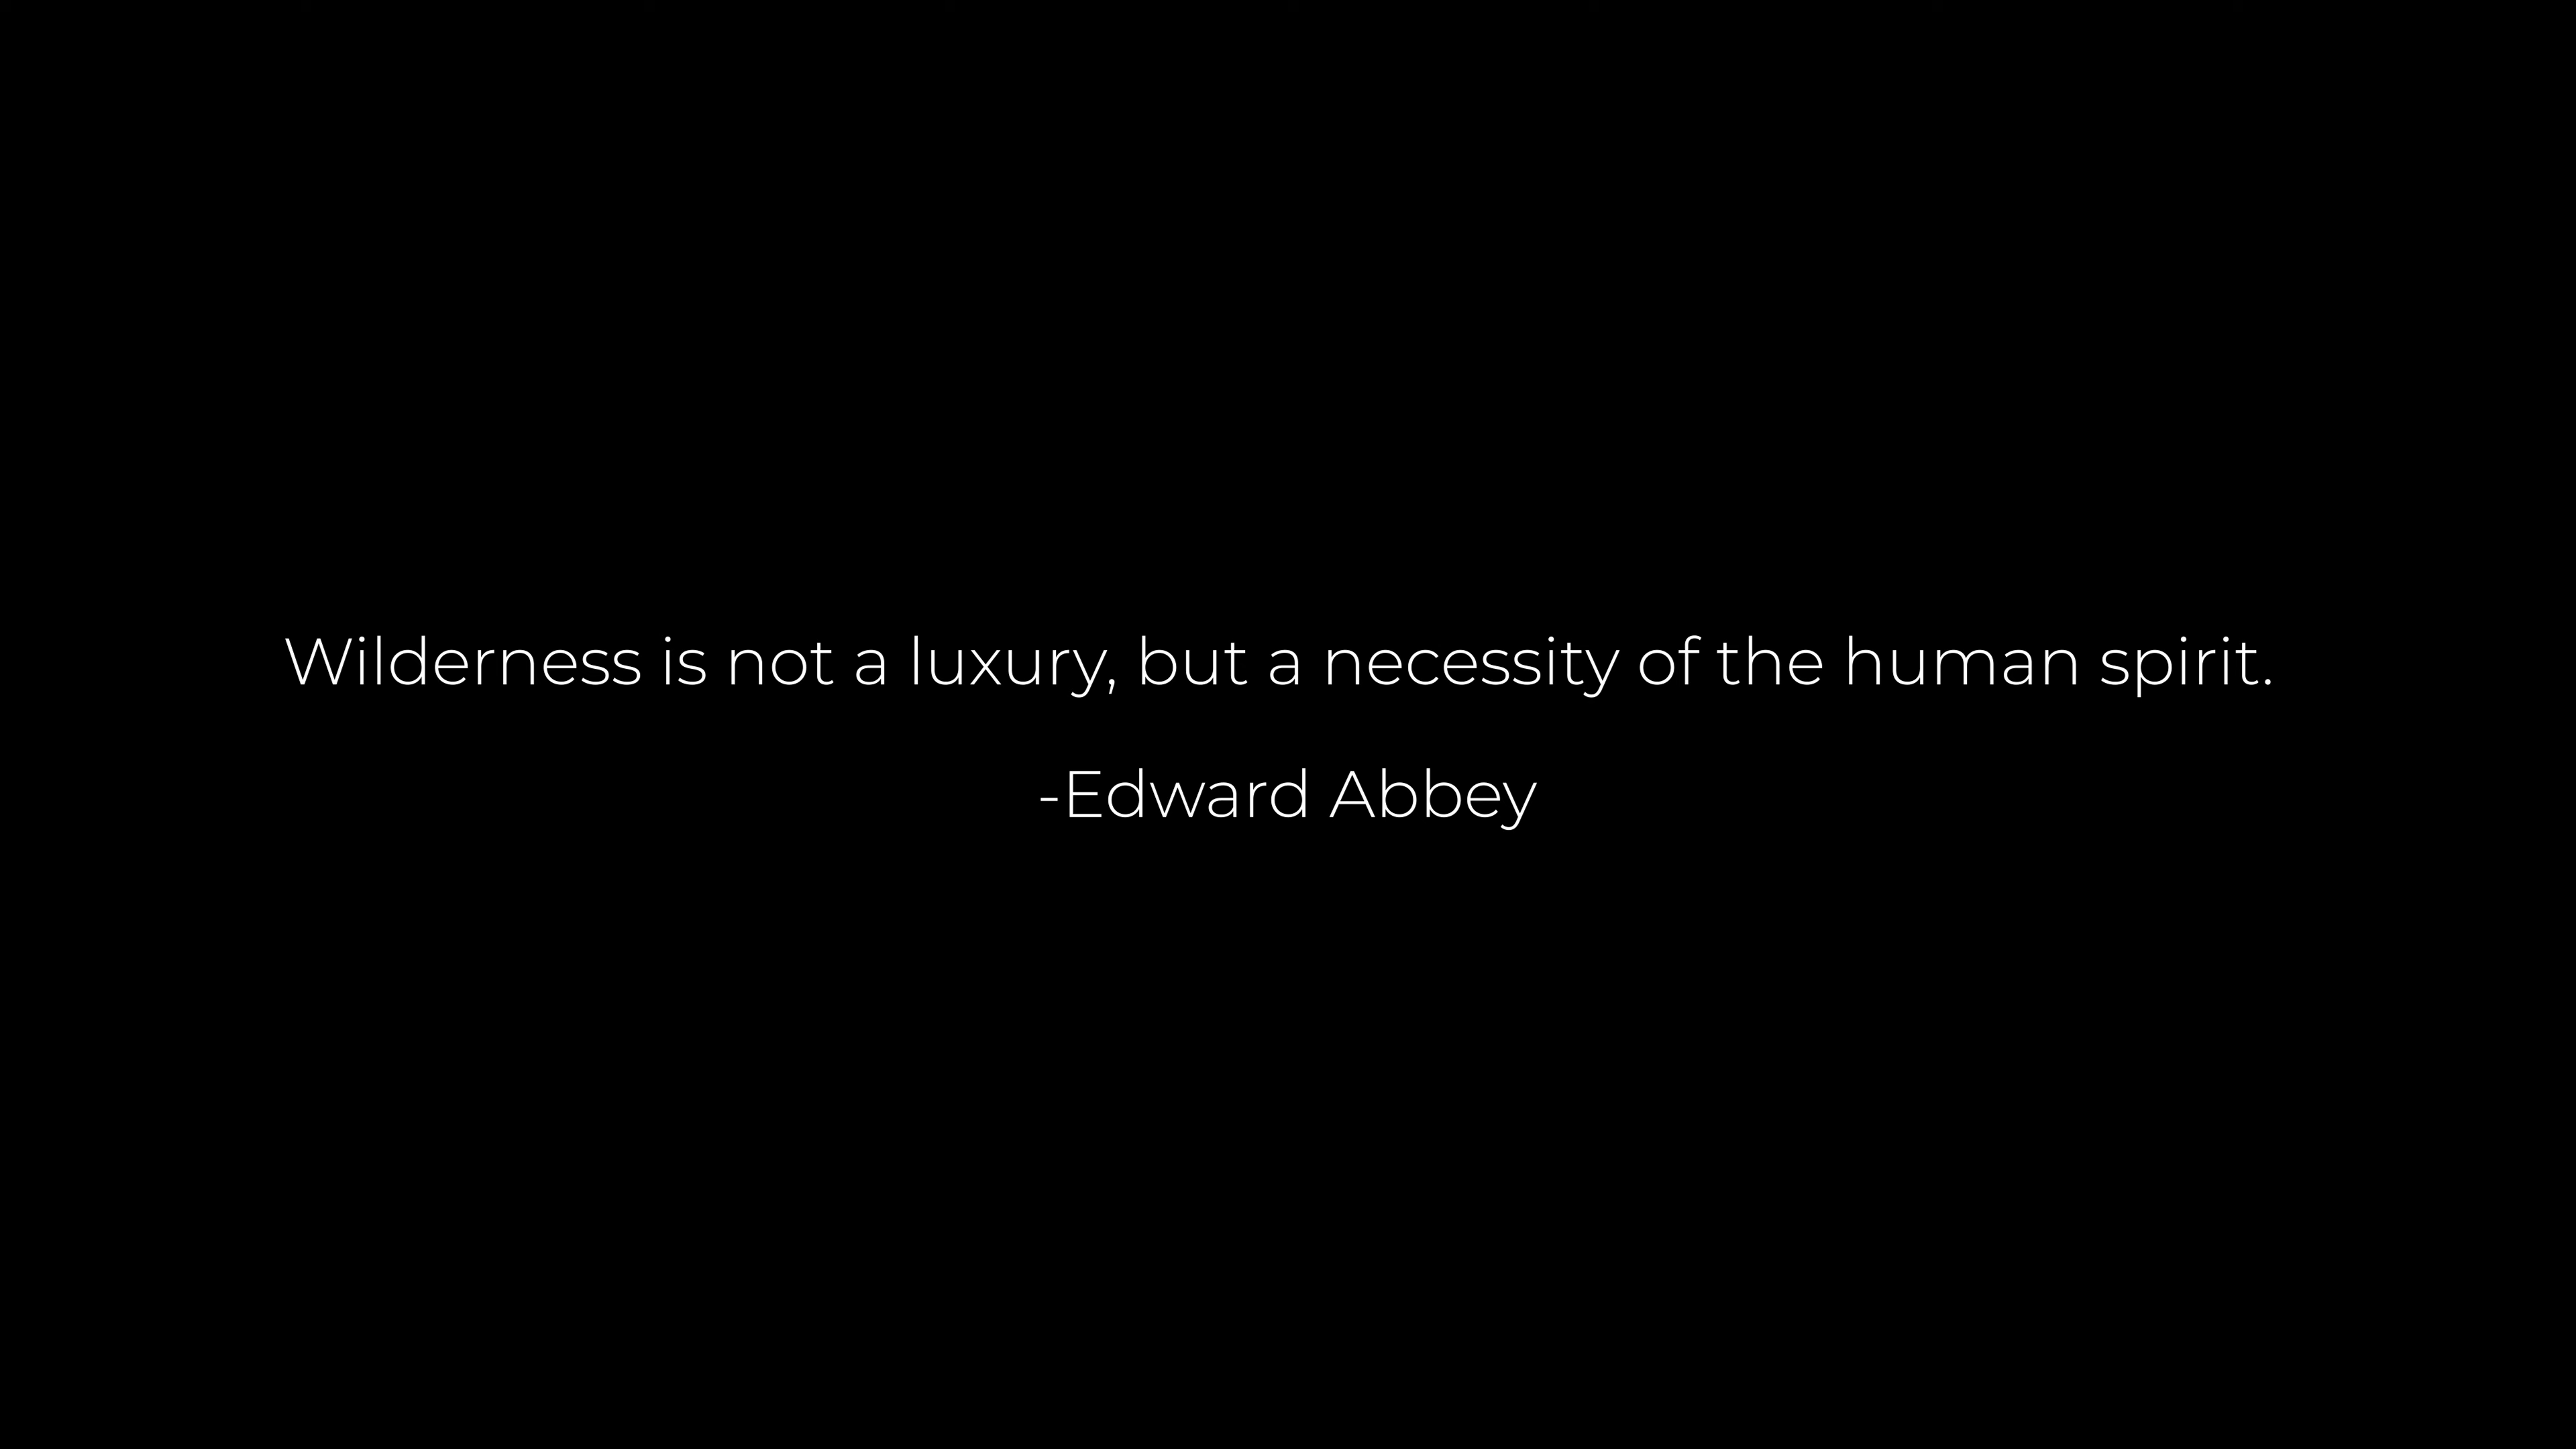 Wilderness is not a luxury, but a necessity of the human spirit.
-Edward Abbey